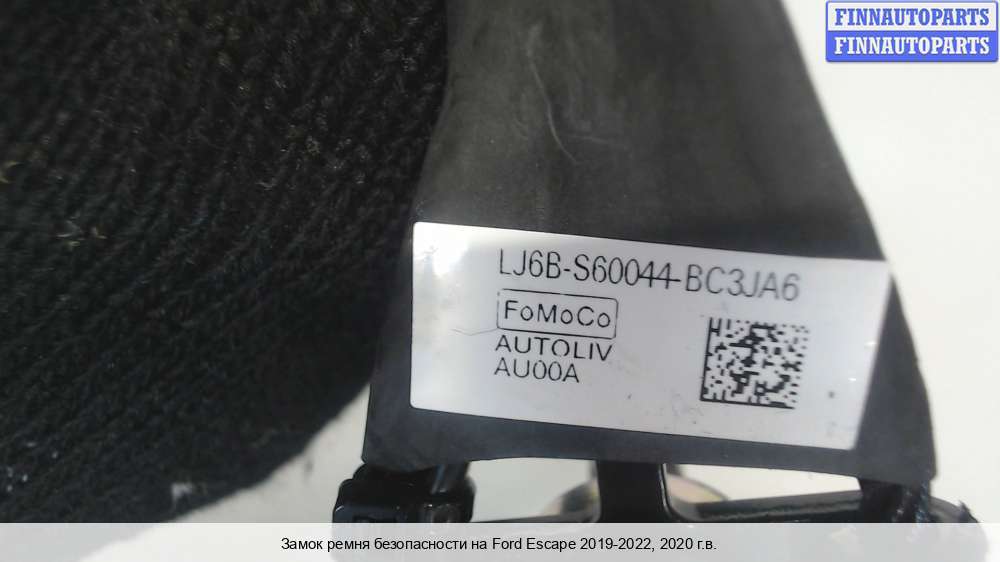 FINNAUTOPARTS
FINNAUTOPARTS
LJ6B-S60044-BC3JA6
FoMoCo
AUTOLIV
AU00A
Замок ремня безопасности на Ford Escape 2019-2022, 2020 г.в.